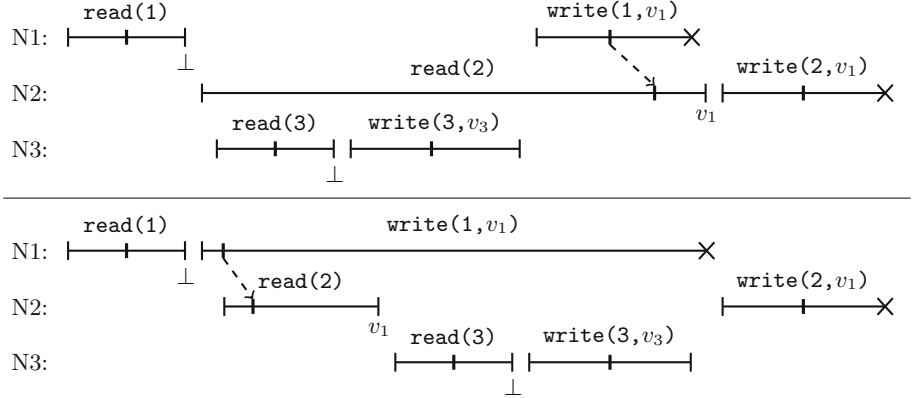 read(1) write(1, v₁)
N1:
⊥ read(2) write(2, v₁)
N2:
read(3) write(3, v₃) v₁
N3:
⊥
read(1) write(1, v₁)
N1:
⊥ read(2) write(2, v₁)
N2:
v₁
read(3) write(3, v₃)
N3:
⊥